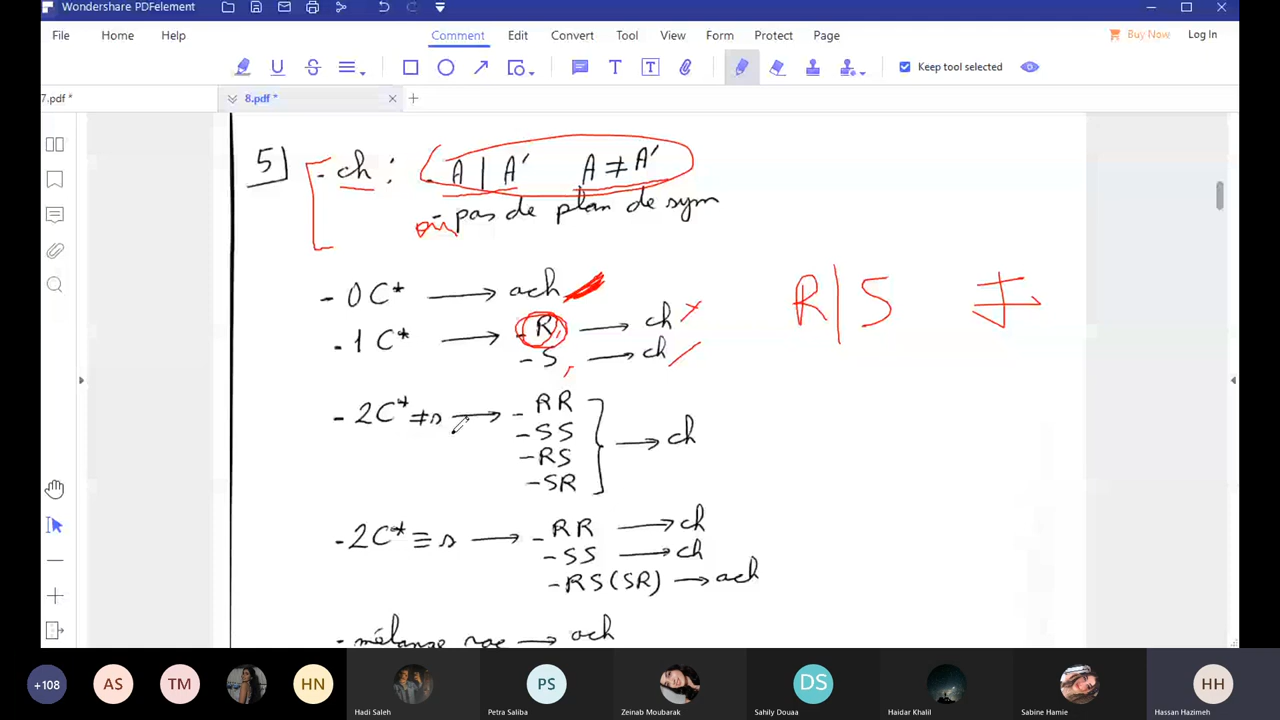 Wondershare PDFelement
File Home Help Comment Edit Convert Tool View Form Protect Page Buy Now Log In
Keep tool selected
7.pdf * 8.pdf *
5] - ch : A | A' A ≠ A'
ou - pas de plan de sym
- 0 C* → ach
- 1 C* → - R → ch
- S → ch
R | S
- 2C* ≠ s → - RR
- SS → ch
- RS
- SR
- 2C* ≡ s → - RR → ch
- SS → ch
- RS (SR) → ach
- mélange rac → ach
+108 AS TM HN PS DS HH
Hadi Saleh Petra Saliba Zeinab Moubarak Sahily Douaa Haidar Khalil Sabine Hamie Hassan Hazimeh